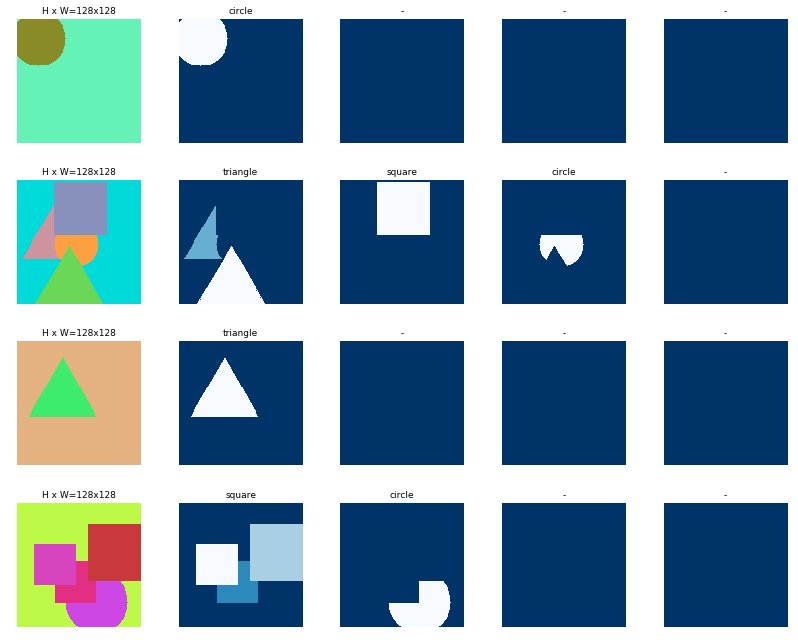 H x W=128x128 circle - - -
H x W=128x128 triangle square circle -
H x W=128x128 triangle - - -
H x W=128x128 square circle - -